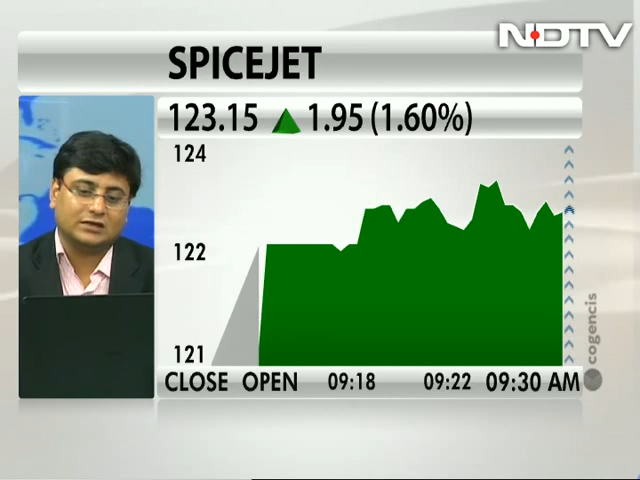 NDTV
SPICEJET
123.15 ▲ 1.95 (1.60%)
124
122
121
CLOSE OPEN 09:18 09:22 09:30 AM
cogencis